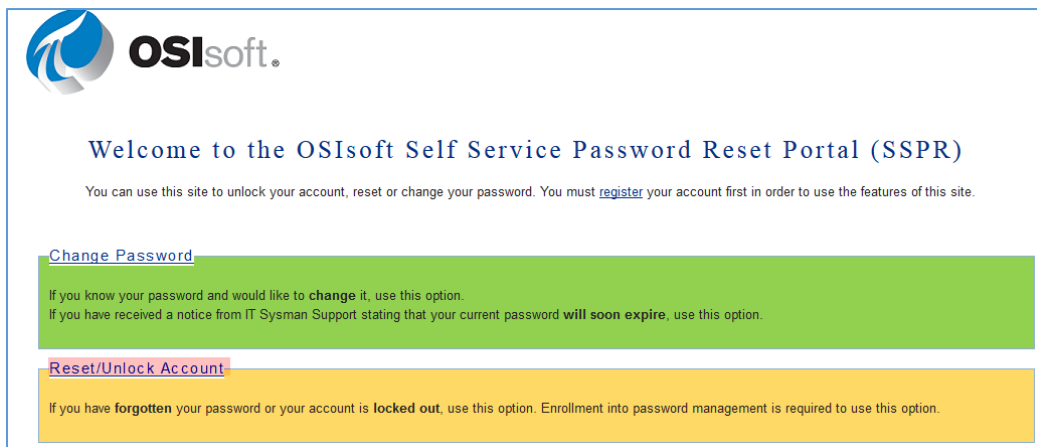 OSIsoft®
Welcome to the OSIsoft Self Service Password Reset Portal (SSPR)
You can use this site to unlock your account, reset or change your password. You must register your account first in order to use the features of this site.
Change Password
If you know your password and would like to change it, use this option.
If you have received a notice from IT Sysman Support stating that your current password will soon expire, use this option.
Reset/Unlock Account
If you have forgotten your password or your account is locked out, use this option. Enrollment into password management is required to use this option.